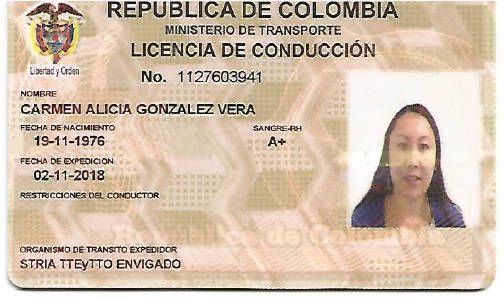 REPUBLICA DE COLOMBIA
MINISTERIO DE TRANSPORTE
LICENCIA DE CONDUCCIÓN
Libertad y Orden
No. 1127603941
NOMBRE
CARMEN ALICIA GONZALEZ VERA
FECHA DE NACIMIENTO
SANGRE-RH
19-11-1976
A+
FECHA DE EXPEDICION
02-11-2018
RESTRICCIONES DEL CONDUCTOR
República de Colombia
ORGANISMO DE TRANSITO EXPEDIDOR
STRIA TTEyTTO ENVIGADO